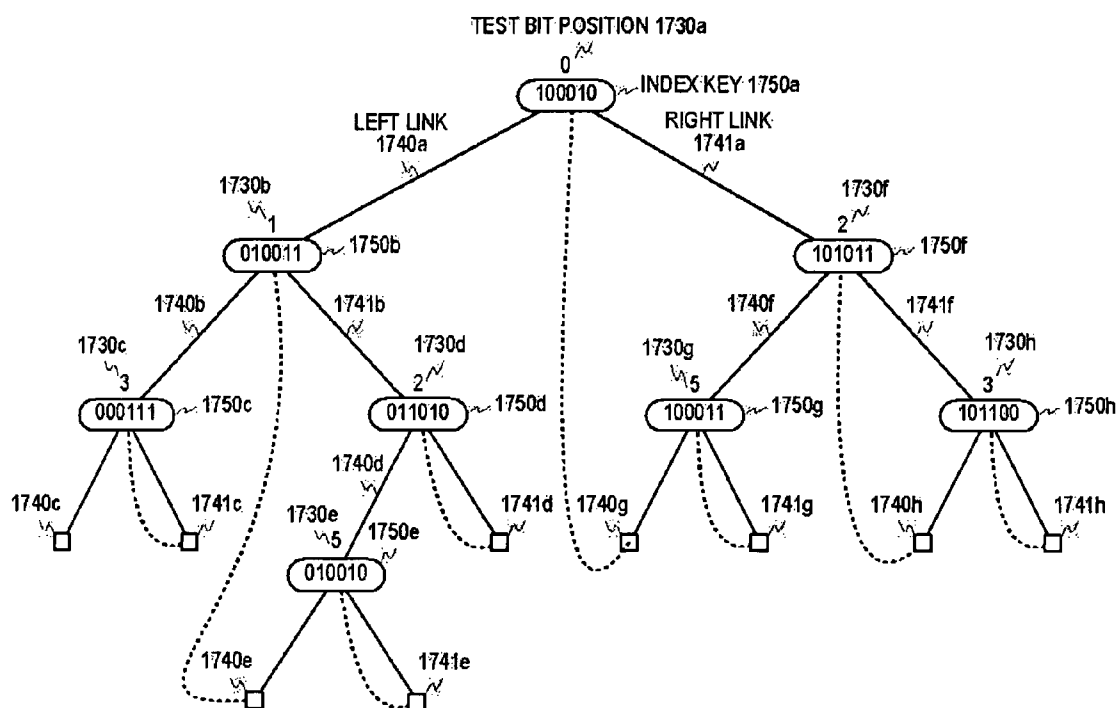 TEST BIT POSITION 1730a
0
100010
INDEX KEY 1750a
LEFT LINK
1740a
RIGHT LINK
1741a
1730b
1
010011
1750b
1730f
2
101011
1750f
1740b
1741b
1740f
1741f
1730c
3
000111
1750c
1730d
2
011010
1750d
1730g
5
100011
1750g
1730h
3
101100
1750h
1740c
1741c
1740d
1741d
1740g
1741g
1740h
1741h
1730e
5
1750e
010010
1740e
1741e